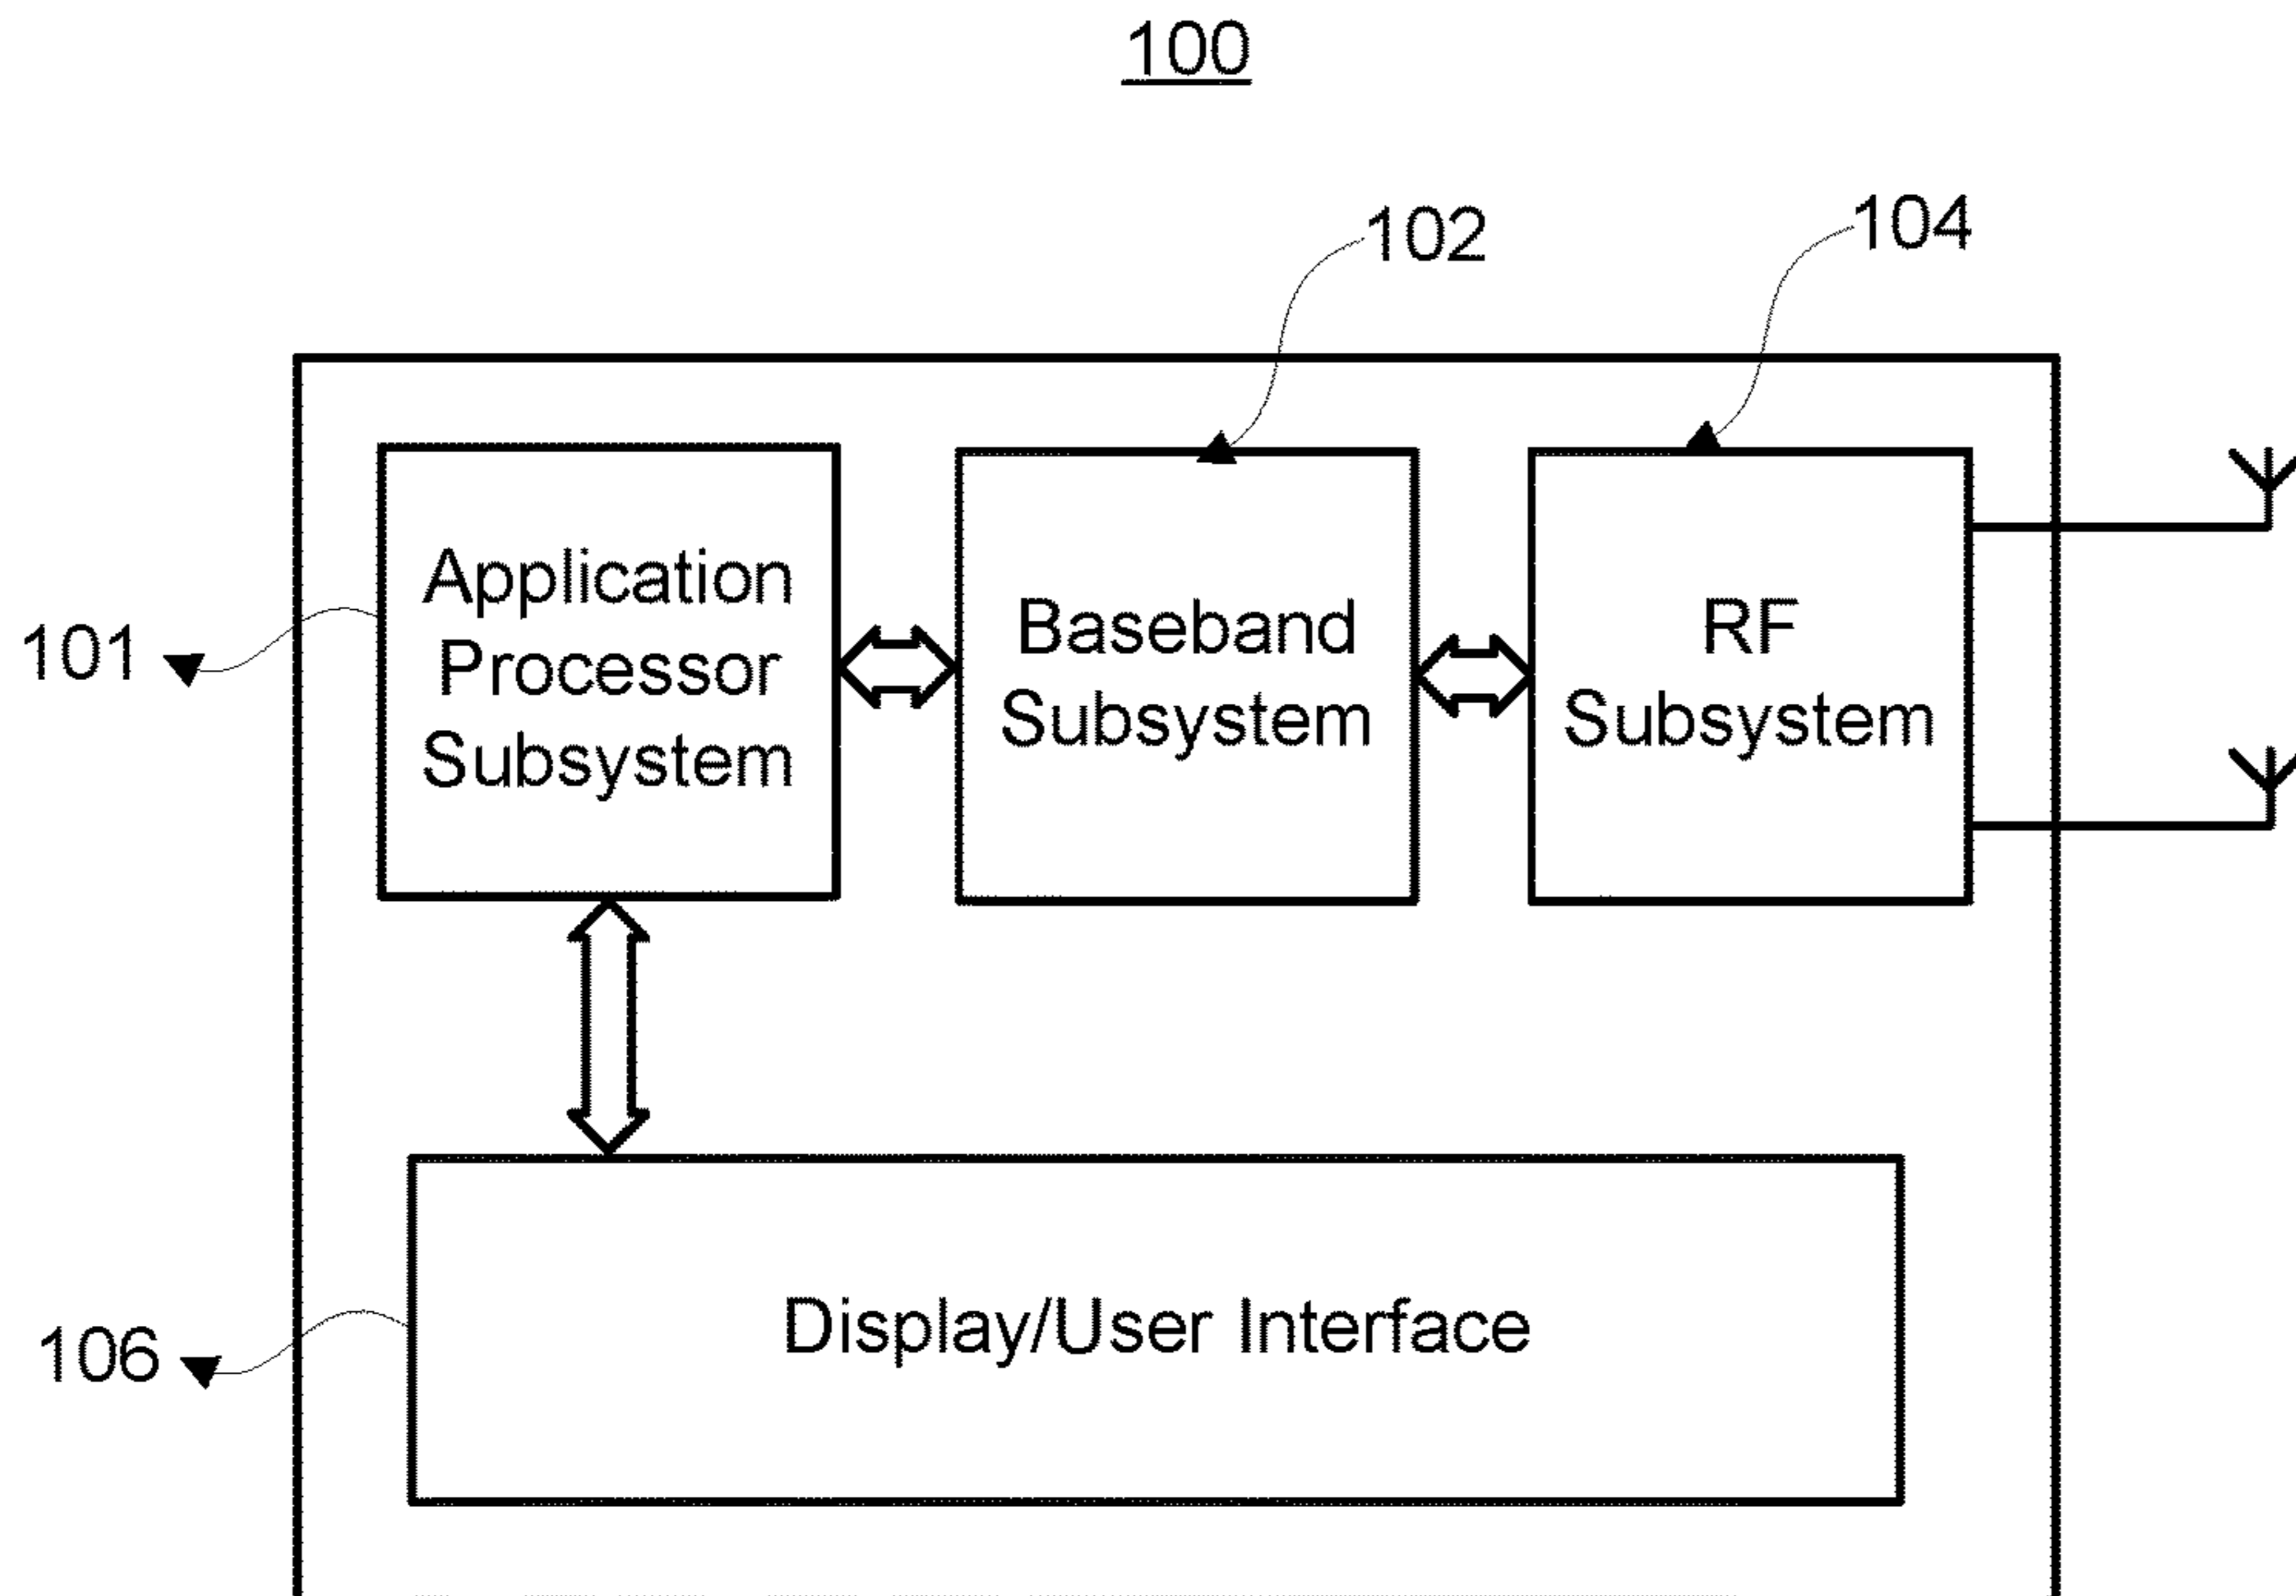 100
102
104
101
Application
Processor
Subsystem
Baseband
Subsystem
RF
Subsystem
106
Display/User Interface